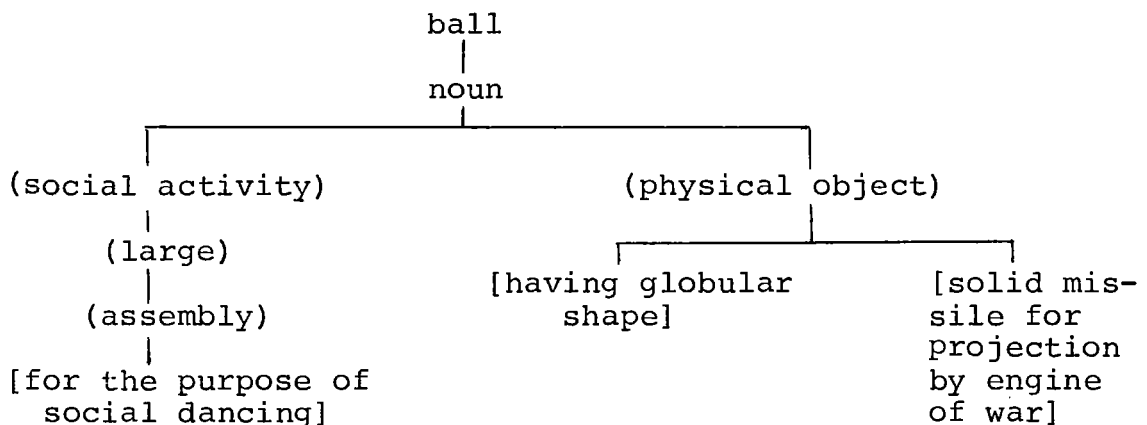 ball
noun
(social activity)
(physical object)
(large)
(assembly)
[for the purpose of
social dancing]
[having globular
shape]
[solid mis-
sile for
projection
by engine
of war]